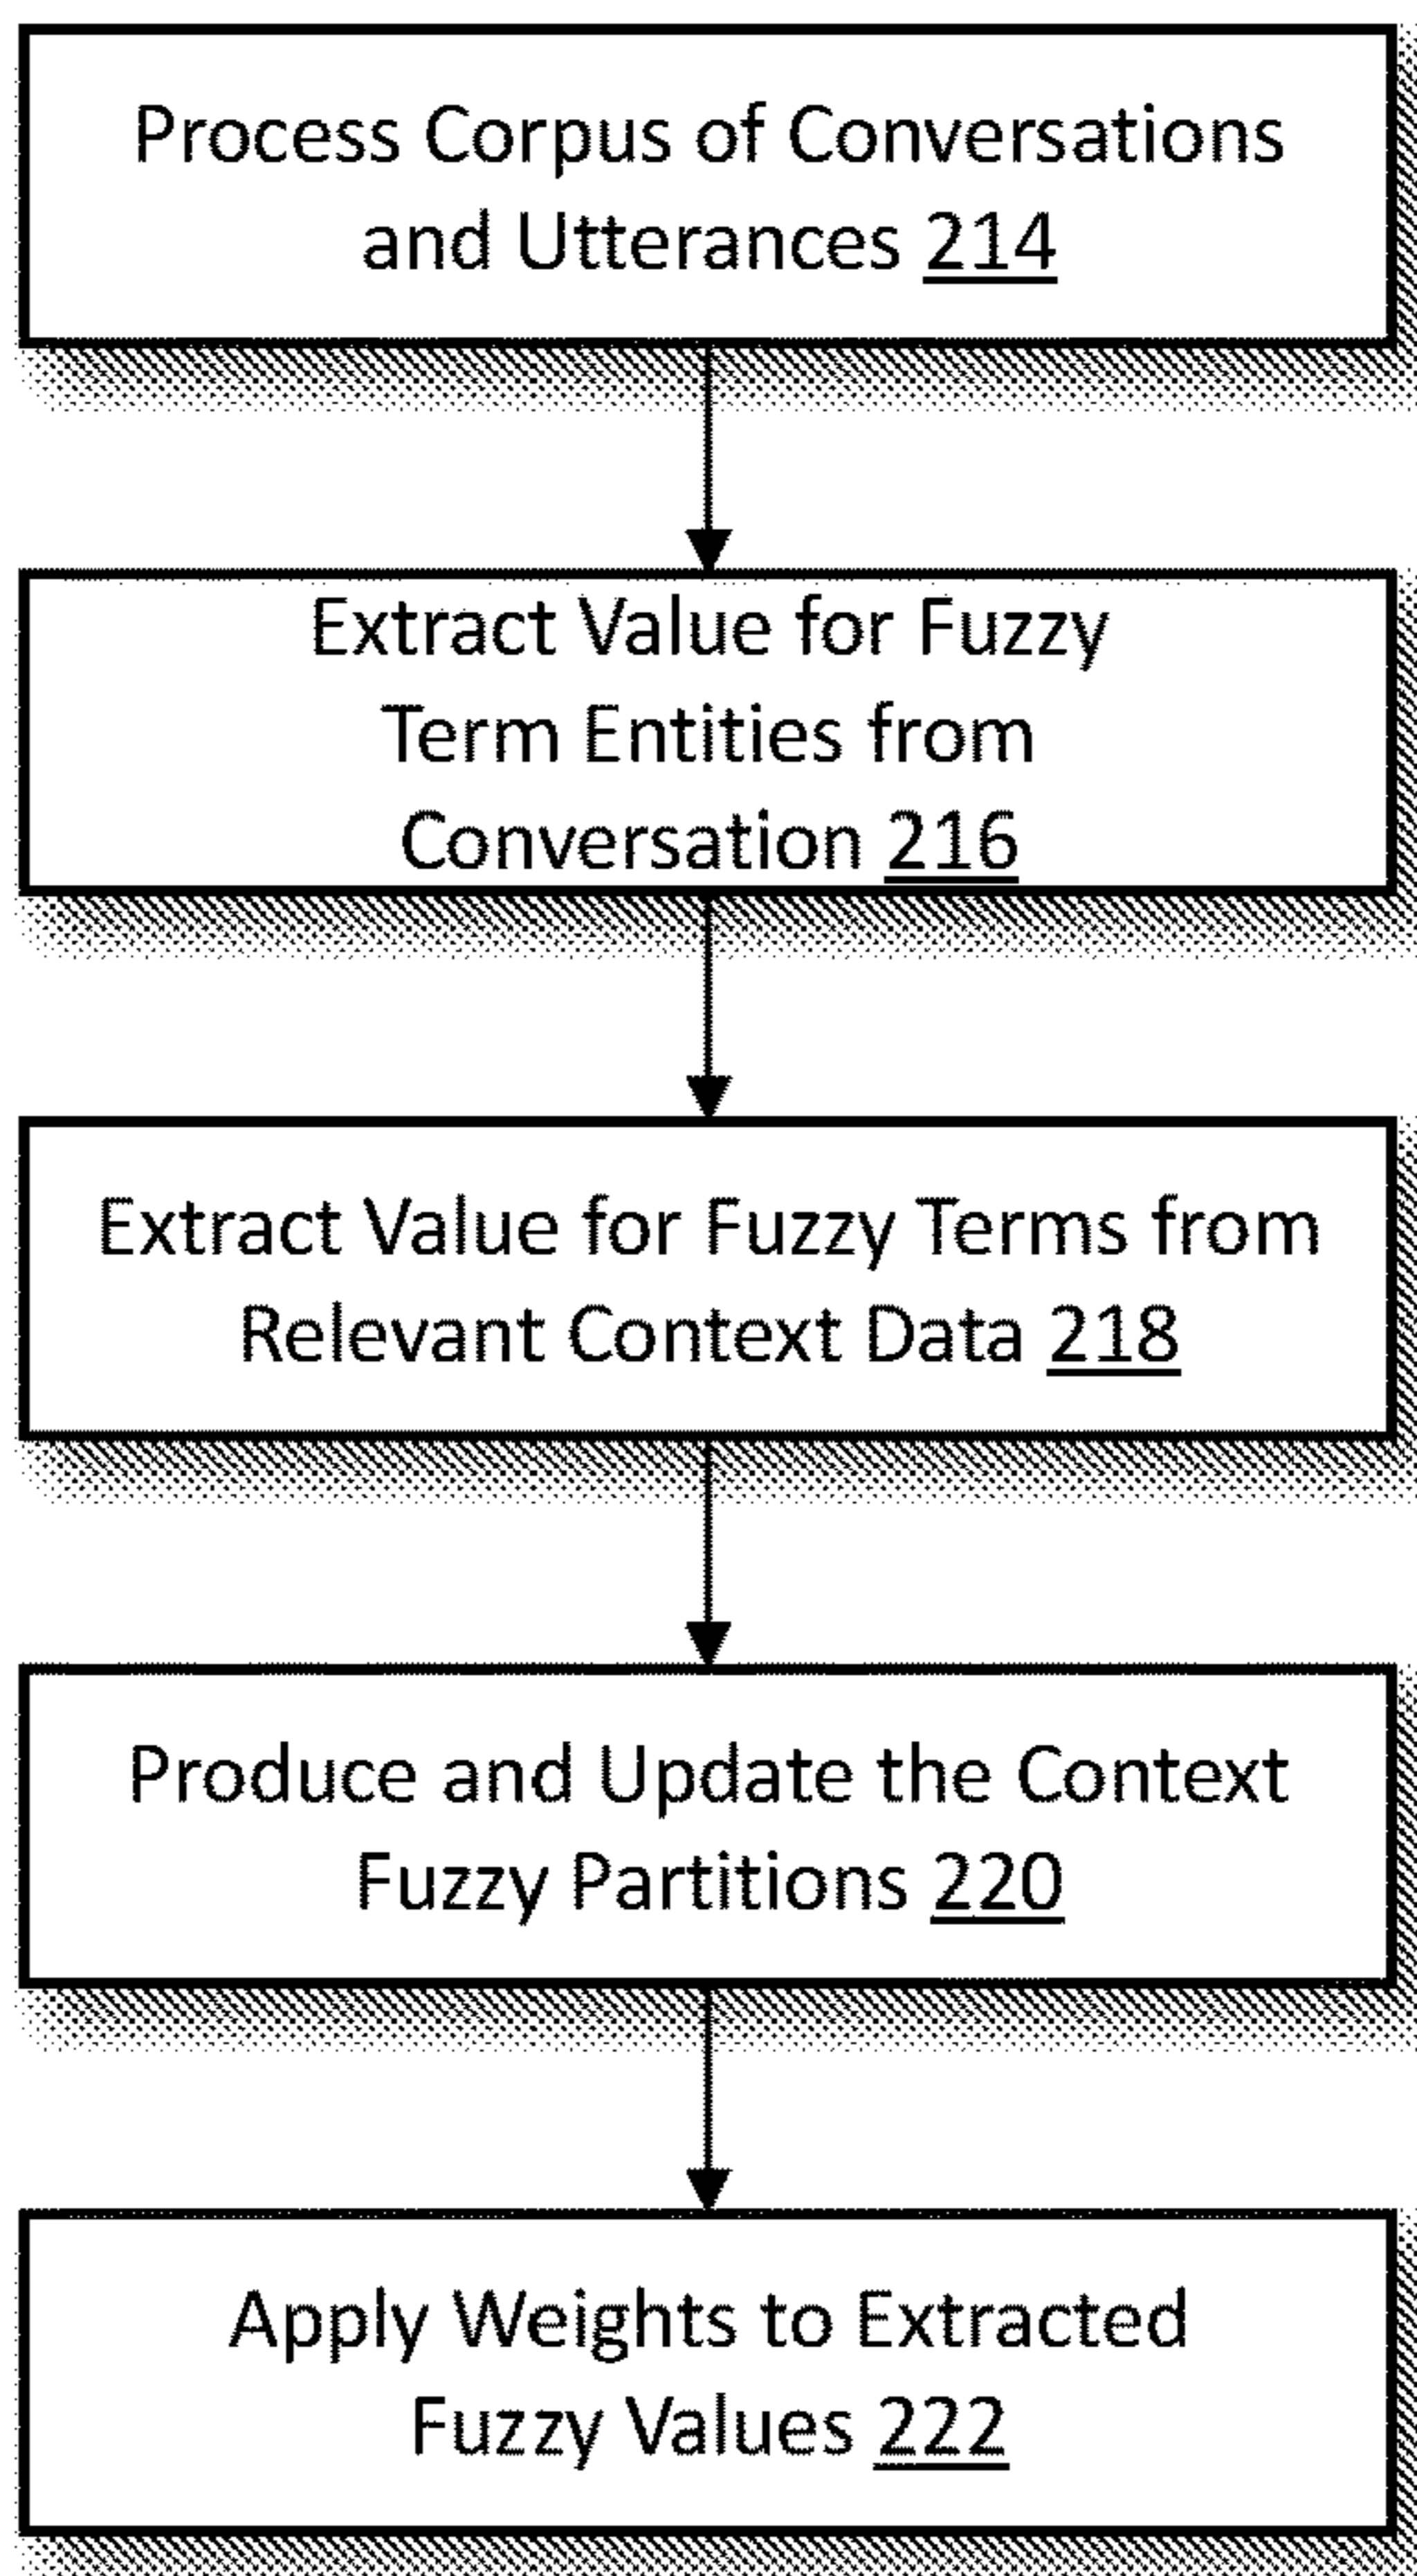 Process Corpus of Conversations
and Utterances 214
Extract Value for Fuzzy
Term Entities from
Conversation 216
Extract Value for Fuzzy Terms from
Relevant Context Data 218
Produce and Update the Context
Fuzzy Partitions 220
Apply Weights to Extracted
Fuzzy Values 222